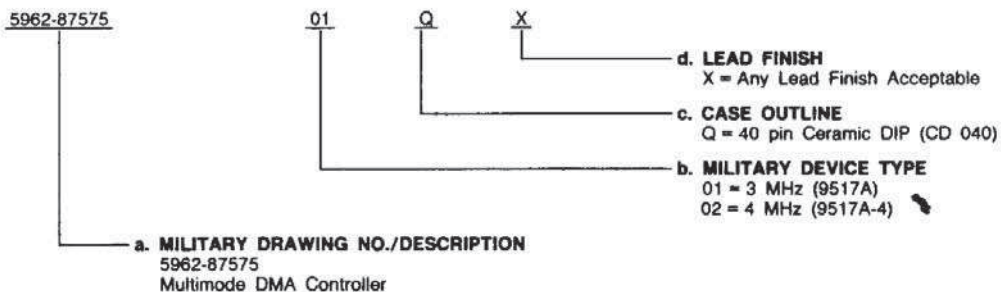 5962-87575 01 Q X
d. LEAD FINISH
X = Any Lead Finish Acceptable
c. CASE OUTLINE
Q = 40 pin Ceramic DIP (CD 040)
b. MILITARY DEVICE TYPE
01 = 3 MHz (9517A)
02 = 4 MHz (9517A-4)
a. MILITARY DRAWING NO./DESCRIPTION
5962-87575
Multimode DMA Controller